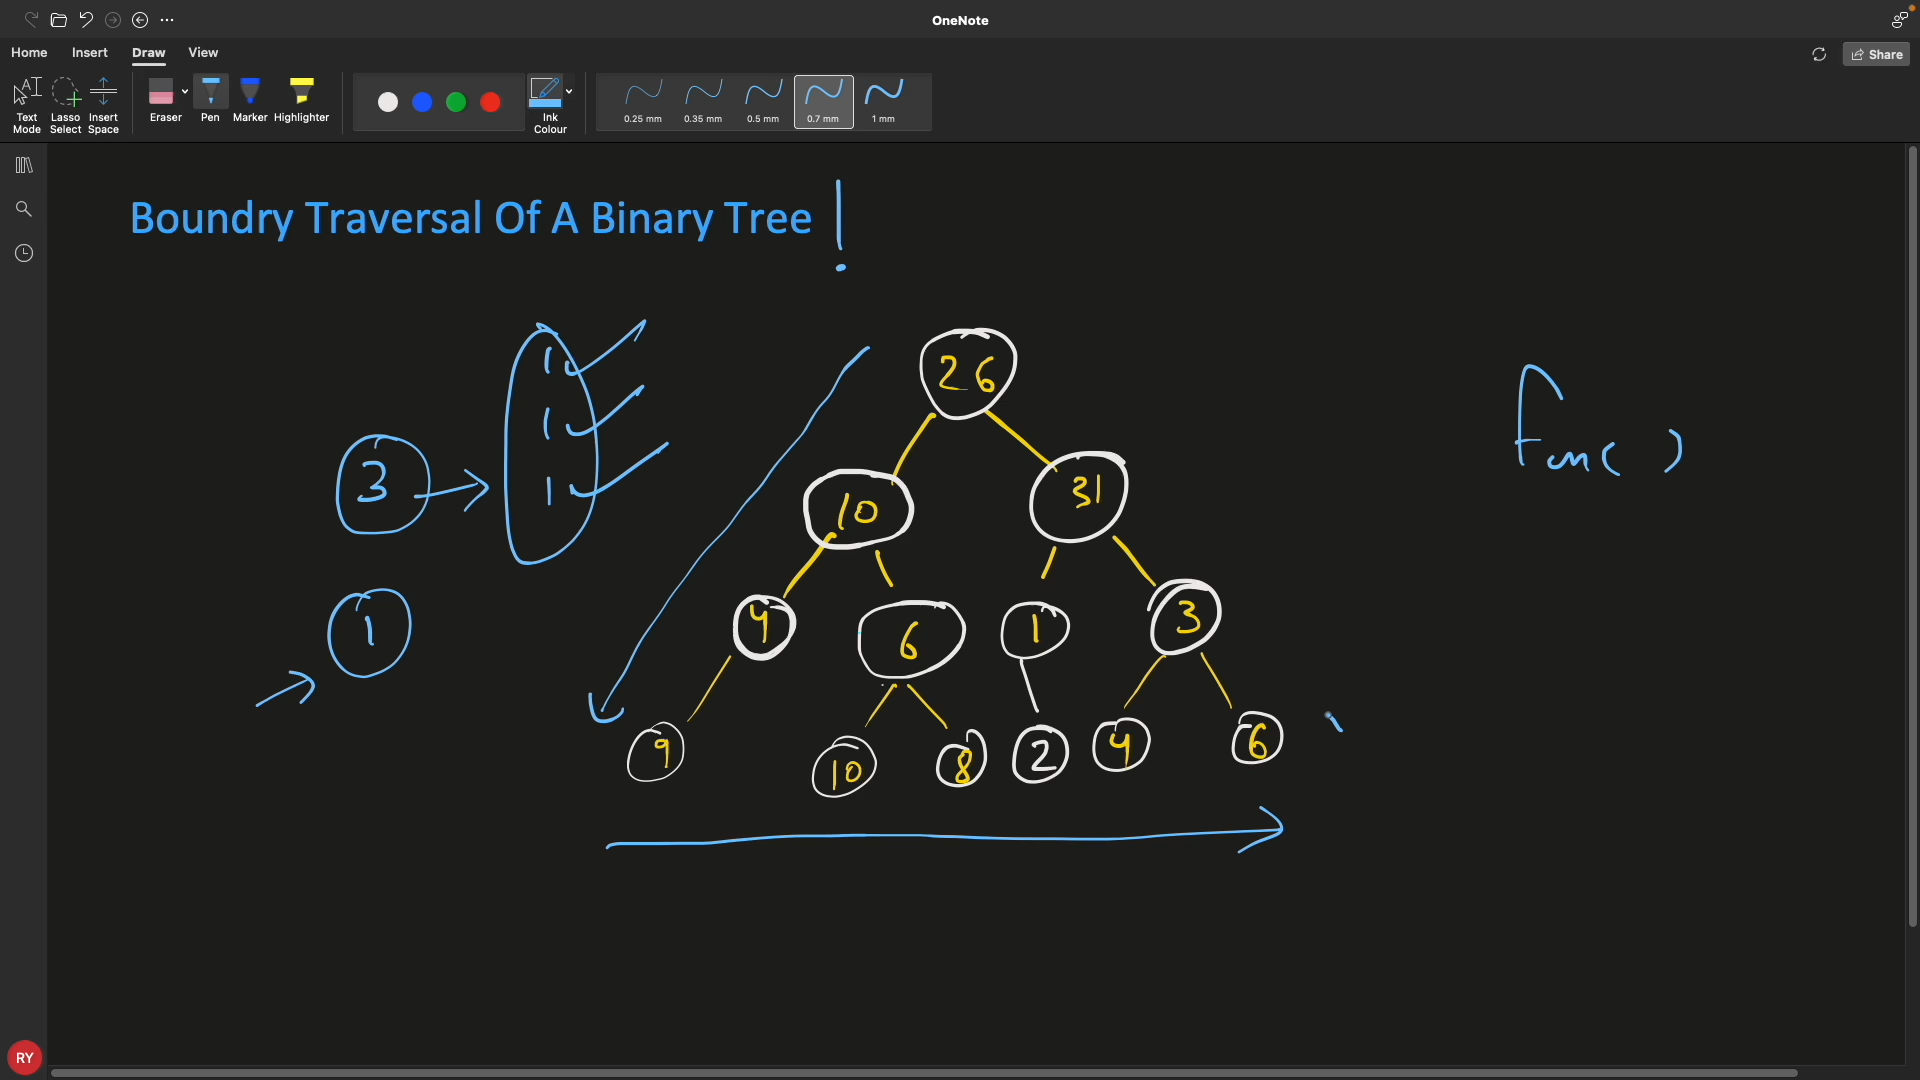 OneNote
Home Insert Draw View
Share
Text Mode
Lasso Select
Insert Space
Eraser
Pen
Marker
Highlighter
Ink Colour
0.25 mm
0.35 mm
0.5 mm
0.7 mm
1 mm
Boundry Traversal Of A Binary Tree !
26
1
1
1
3
10
31
1
4
6
1
3
9
10
8
2
4
6
RY